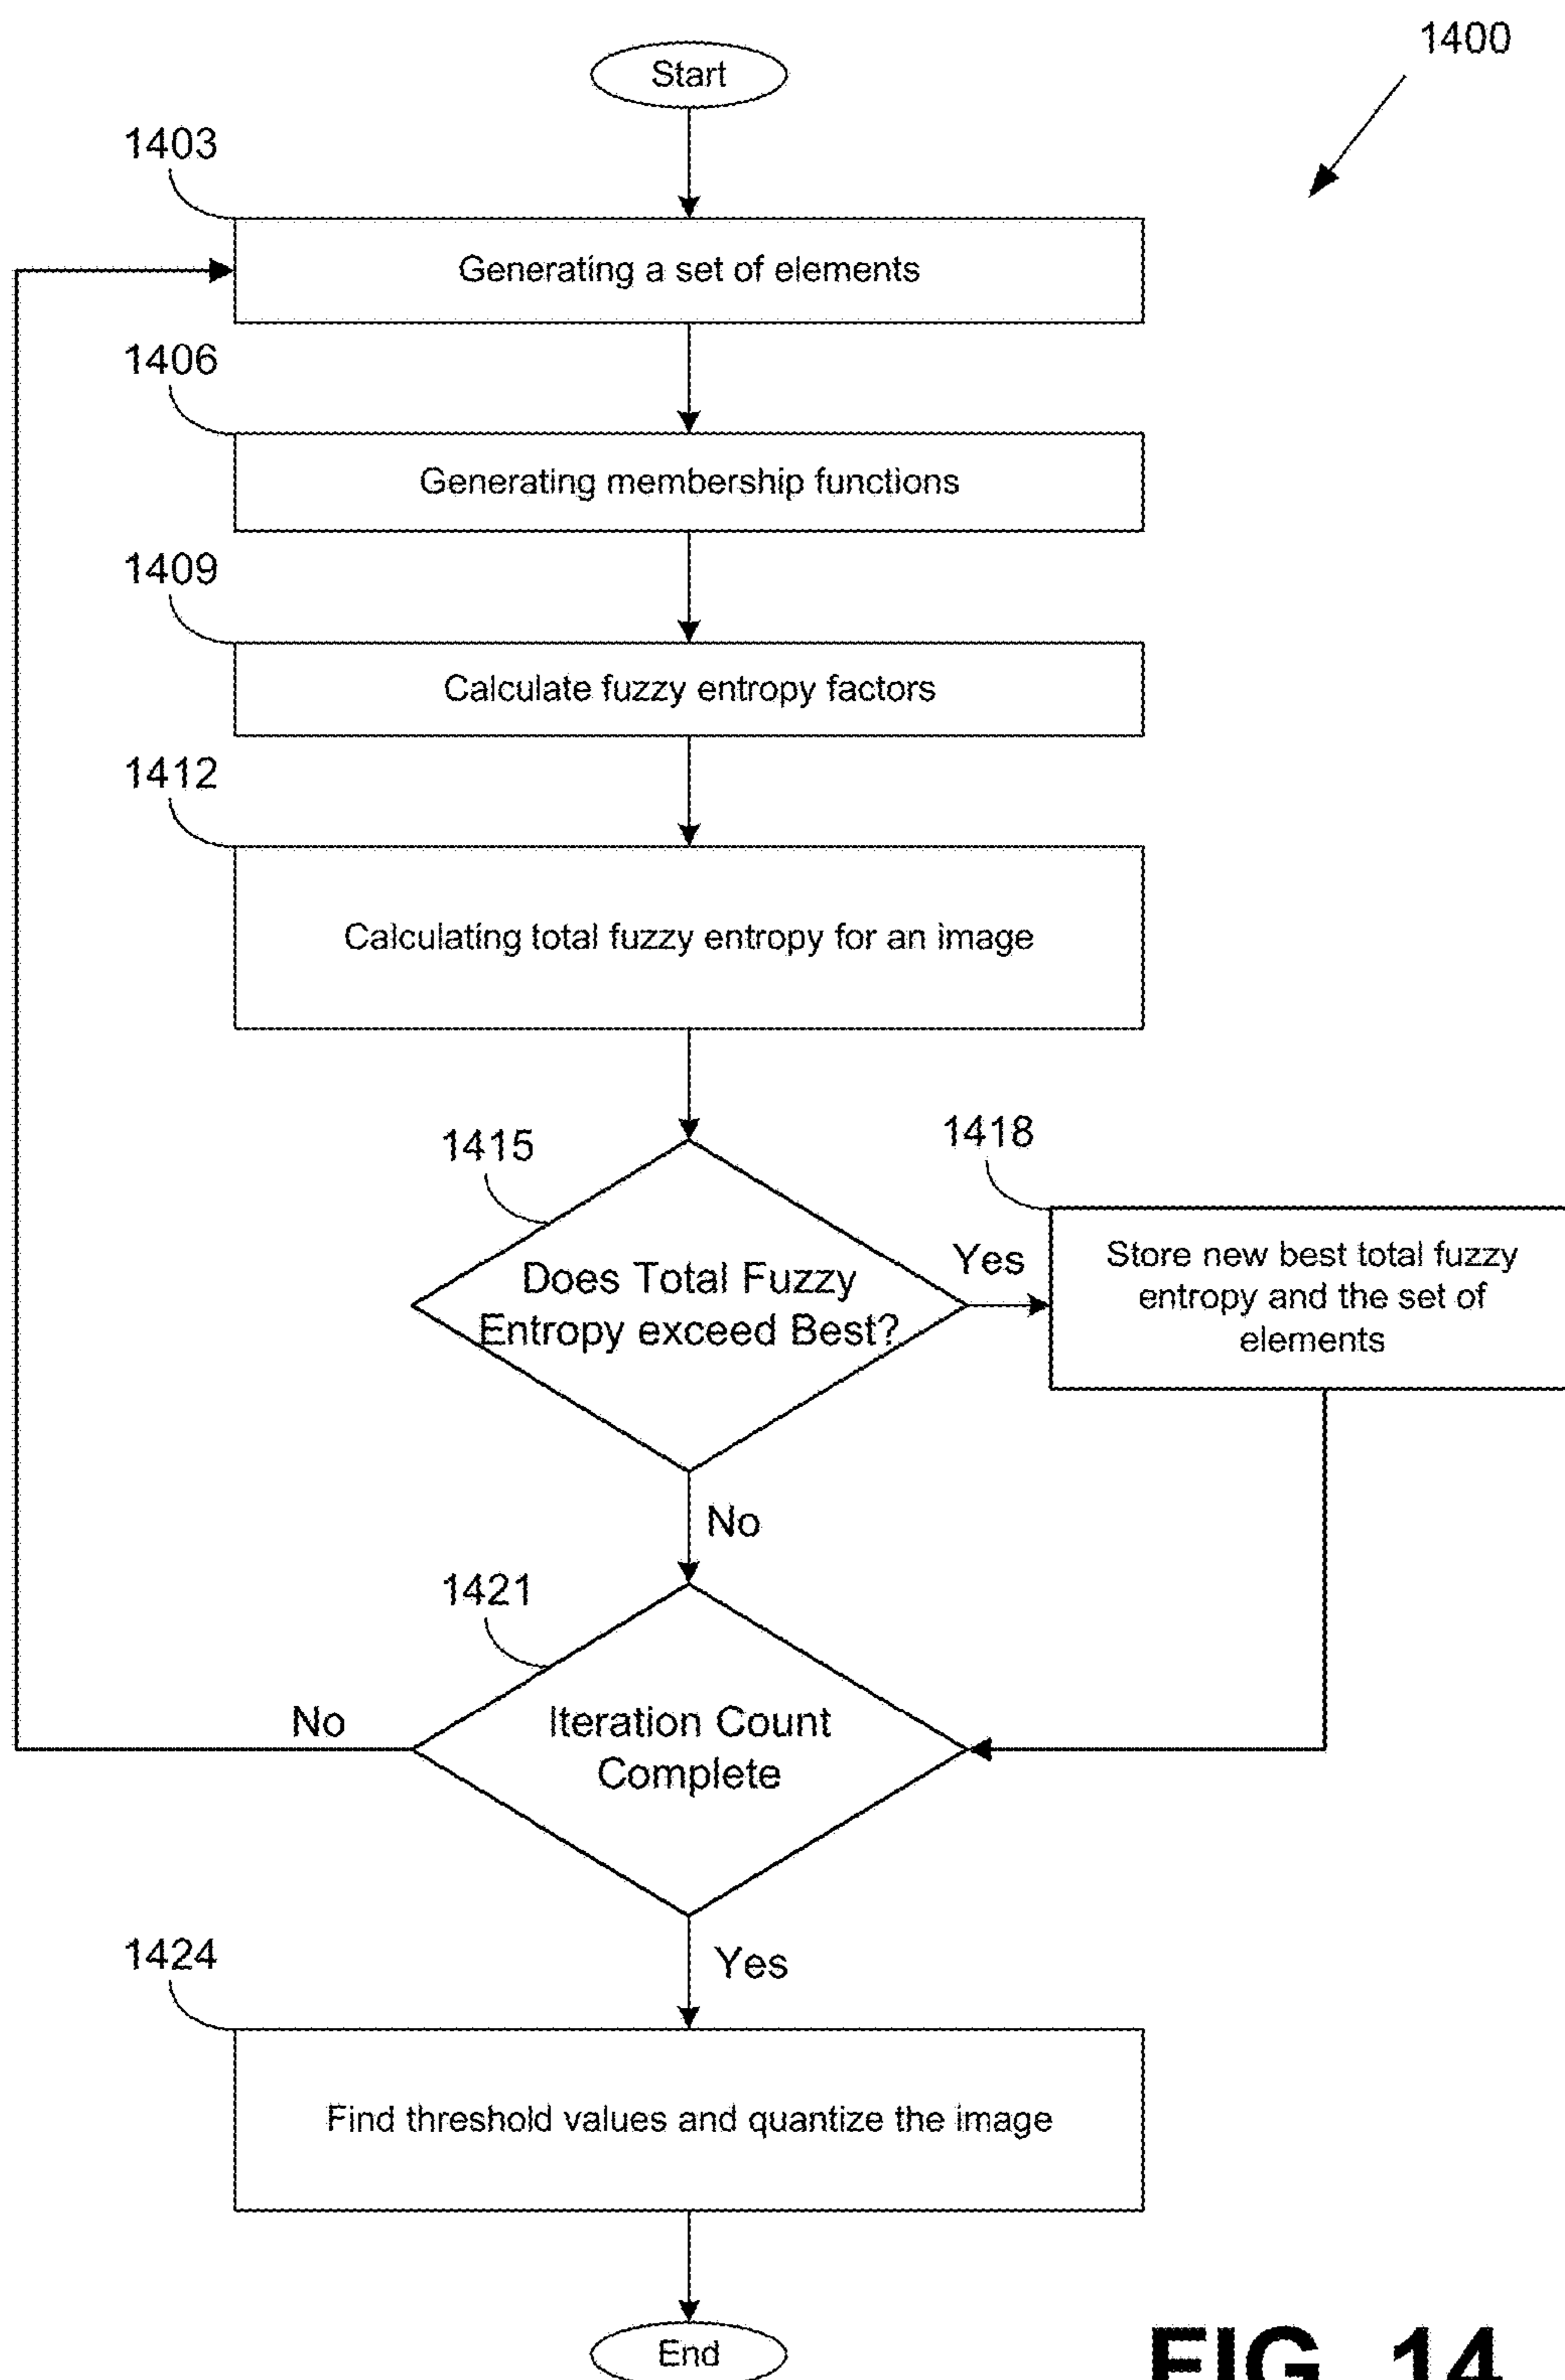 1400
Start
1403
Generating a set of elements
1406
Generating membership functions
1409
Calculate fuzzy entropy factors
1412
Calculating total fuzzy entropy for an image
1415
Does Total Fuzzy
Entropy exceed Best?
Yes
1418
Store new best total fuzzy
entropy and the set of
elements
No
1421
Iteration Count
Complete
No
Yes
1424
Find threshold values and quantize the image
End
FIG. 14